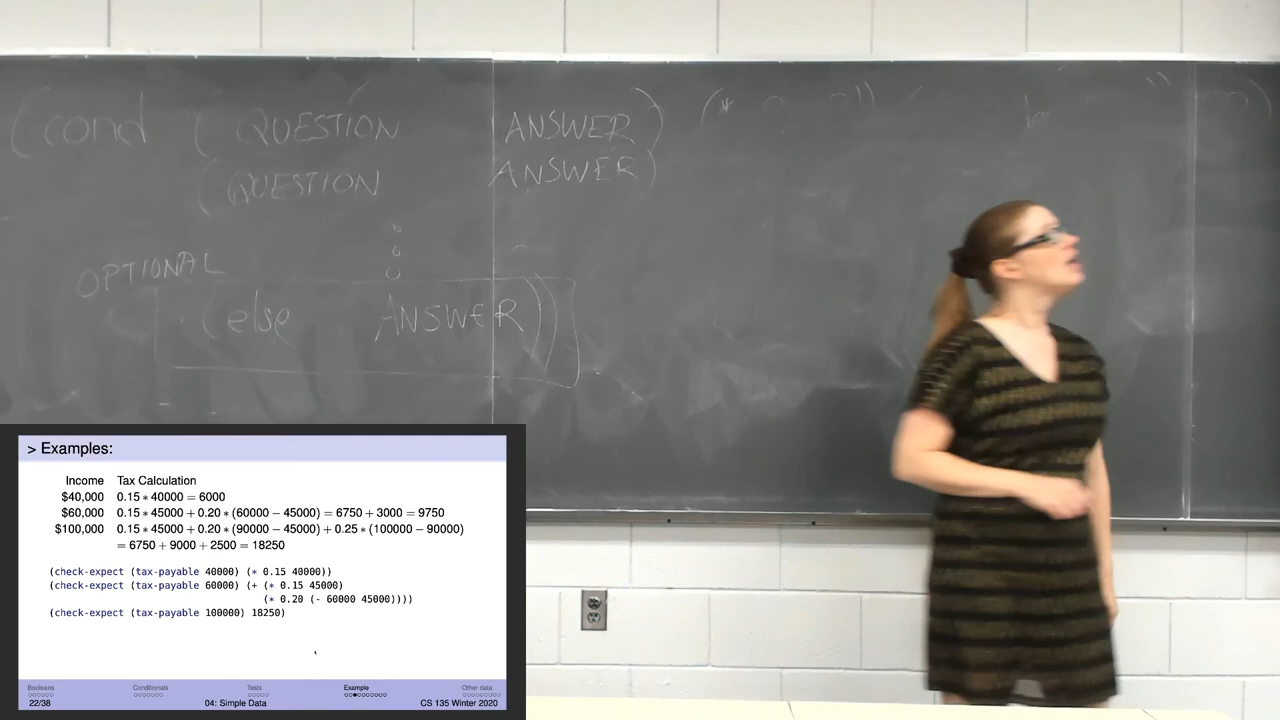 (cond ( QUESTION ANSWER) (*
( QUESTION ANSWER)
OPTIONAL
(else ANSWER))
> Examples:
Income Tax Calculation
$40,000 0.15 ∗ 40000 = 6000
$60,000 0.15 ∗ 45000 + 0.20 ∗ (60000 − 45000) = 6750 + 3000 = 9750
$100,000 0.15 ∗ 45000 + 0.20 ∗ (90000 − 45000) + 0.25 ∗ (100000 − 90000)
= 6750 + 9000 + 2500 = 18250
(check-expect (tax-payable 40000) (* 0.15 40000))
(check-expect (tax-payable 60000) (+ (* 0.15 45000)
(* 0.20 (- 60000 45000))))
(check-expect (tax-payable 100000) 18250)
Booleans Conditionals Tests Example Other data
22/38 04: Simple Data CS 135 Winter 2020